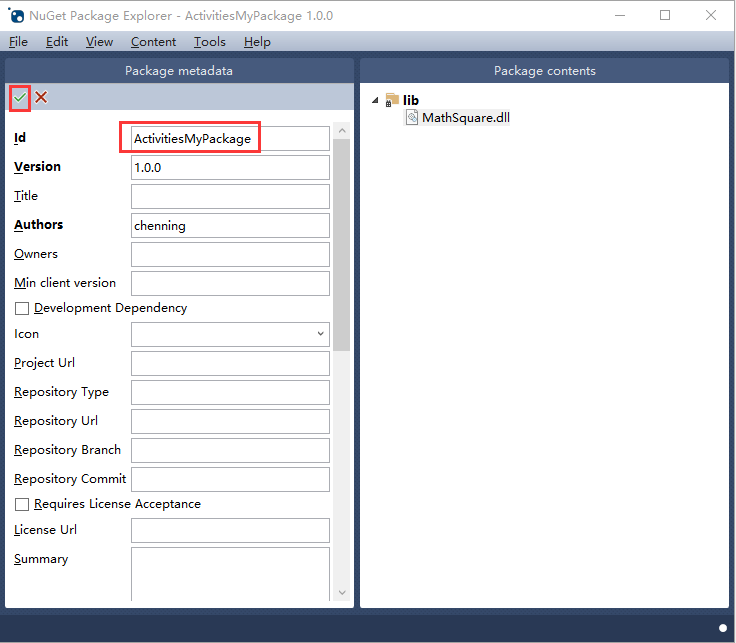 NuGet Package Explorer - ActivitiesMyPackage 1.0.0
File Edit View Content Tools Help
Package metadata
Id ActivitiesMyPackage
Version 1.0.0
Title
Authors chenning
Owners
Min client version
Development Dependency
Icon
Project Url
Repository Type
Repository Url
Repository Branch
Repository Commit
Requires License Acceptance
License Url
Summary
Package contents
lib
MathSquare.dll